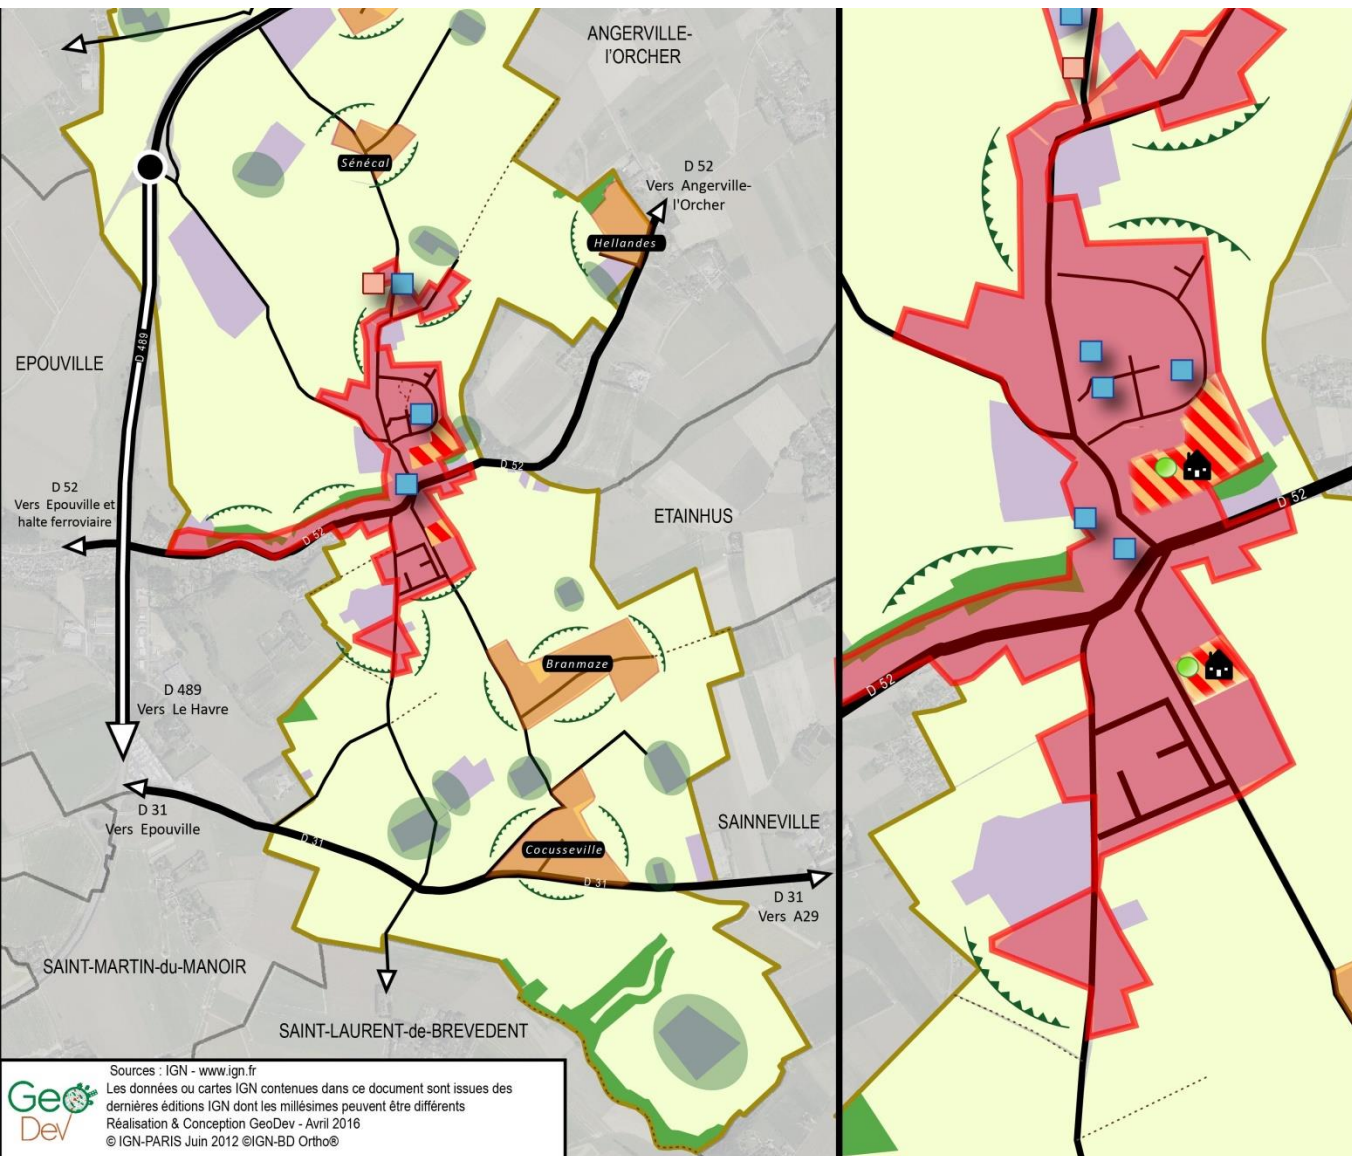 ANGERVILLE-
l'ORCHER
Sénécal
D 52
Vers Angerville-
l'Orcher
Hellandes
D 489
EPOUVILLE
D 52
Vers Epouville et
halte ferroviaire
D 52
D 52
ETAINHUS
D 52
D 52
Branmaze
D 489
Vers Le Havre
D 31
Vers Epouville
D 31
Cocusseville
SAINNEVILLE
D 31
D 31
Vers A29
SAINT-MARTIN-du-MANOIR
SAINT-LAURENT-de-BREVEDENT
GeoDev
Sources : IGN - www.ign.fr
Les données ou cartes IGN contenues dans ce document sont issues des
dernières éditions IGN dont les millésimes peuvent être différents
Réalisation & Conception GeoDev - Avril 2016
© IGN-PARIS Juin 2012 ©IGN-BD Ortho®